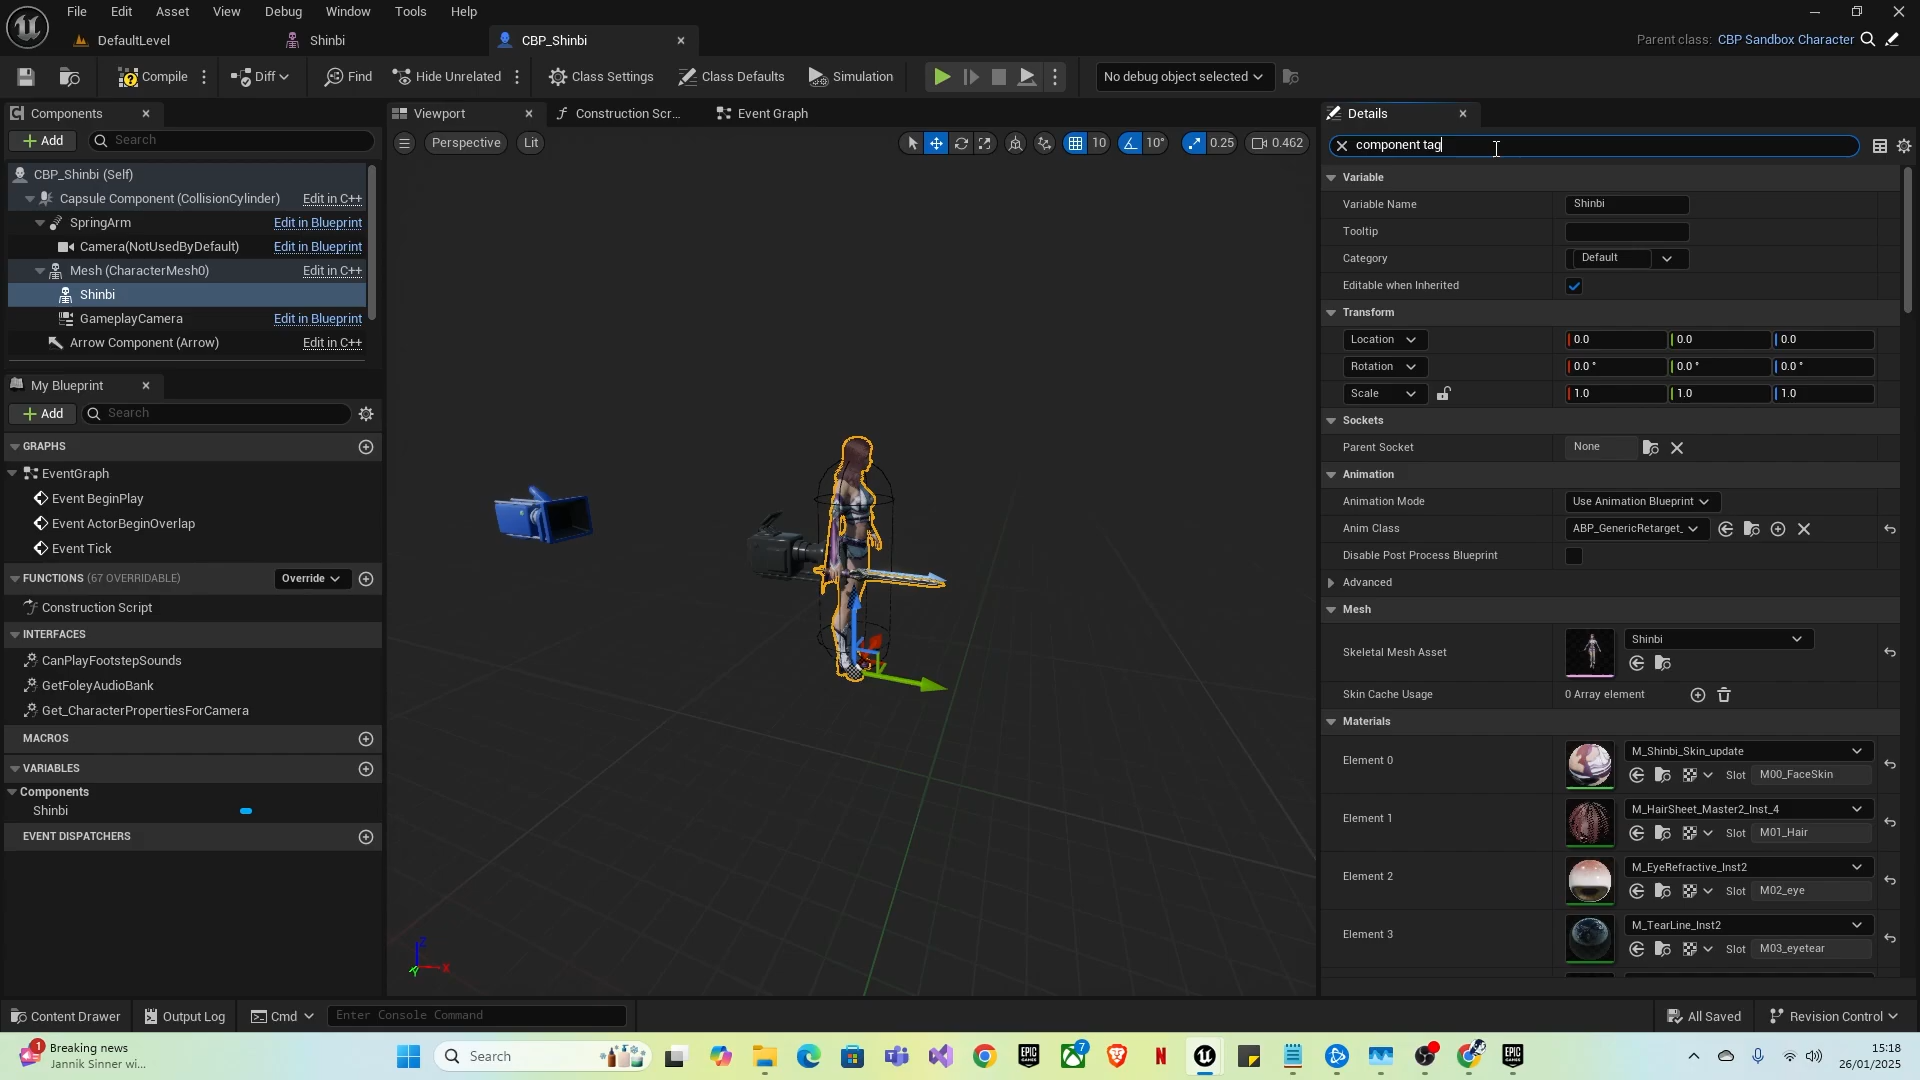 File Edit Asset View Debug Window Tools Help
DefaultLevel Shinbi CBP_Shinbi
Parent class: CBP Sandbox Character
Compile Diff Find Hide Unrelated Class Settings Class Defaults Simulation No debug object selected
Components
Add Search
CBP_Shinbi (Self)
Capsule Component (CollisionCylinder) Edit in C++
SpringArm Edit in Blueprint
Camera(NotUsedByDefault) Edit in Blueprint
Mesh (CharacterMesh0) Edit in C++
Shinbi
GameplayCamera Edit in Blueprint
Arrow Component (Arrow) Edit in C++
My Blueprint
Add Search
GRAPHS
EventGraph
Event BeginPlay
Event ActorBeginOverlap
Event Tick
FUNCTIONS (67 OVERRIDABLE) Override
Construction Script
INTERFACES
CanPlayFootstepSounds
GetFoleyAudioBank
Get_CharacterPropertiesForCamera
MACROS
VARIABLES
Components
Shinbi
EVENT DISPATCHERS
Viewport Construction Scr... Event Graph
Perspective Lit 10 10° 0.25 0.462
Z
X
Y
Details
component tag
Variable
Variable Name Shinbi
Tooltip
Category Default
Editable when Inherited
Transform
Location 0.0 0.0 0.0
Rotation 0.0 ° 0.0 ° 0.0 °
Scale 1.0 1.0 1.0
Sockets
Parent Socket None
Animation
Animation Mode Use Animation Blueprint
Anim Class ABP_GenericRetarget_
Disable Post Process Blueprint
Advanced
Mesh
Skeletal Mesh Asset Shinbi
Skin Cache Usage 0 Array element
Materials
Element 0 M_Shinbi_Skin_update
Slot M00_FaceSkin
Element 1 M_HairSheet_Master2_Inst_4
Slot M01_Hair
Element 2 M_EyeRefractive_Inst2
Slot M02_eye
Element 3 M_TearLine_Inst2
Slot M03_eyetear
Content Drawer Output Log Cmd Enter Console Command All Saved Revision Control
1 Breaking news
Jannik Sinner wi...
Search
7
15:18
26/01/2025